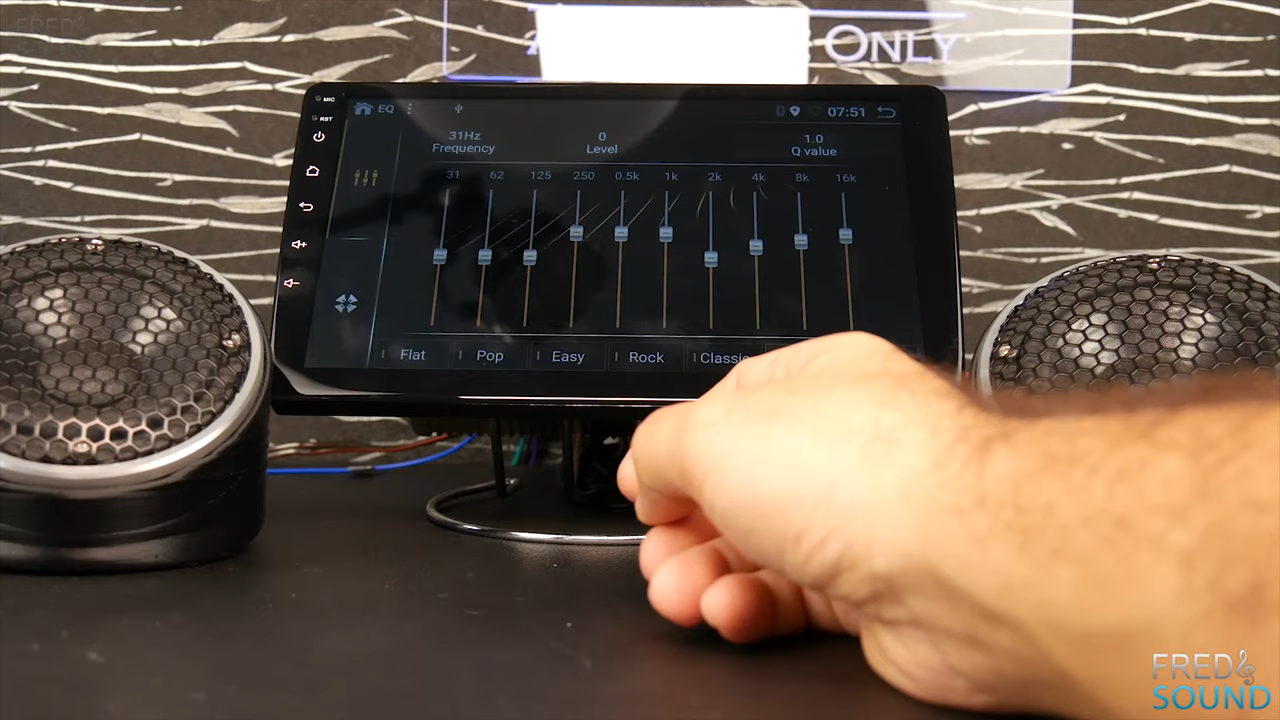 FRED
ONLY
MIC
RST
EQ
07:51
31Hz
Frequency
0
Level
1.0
Q value
31 62 125 250 0.5k 1k 2k 4k 8k 16k
Flat Pop Easy Rock Classic
FRED
SOUND